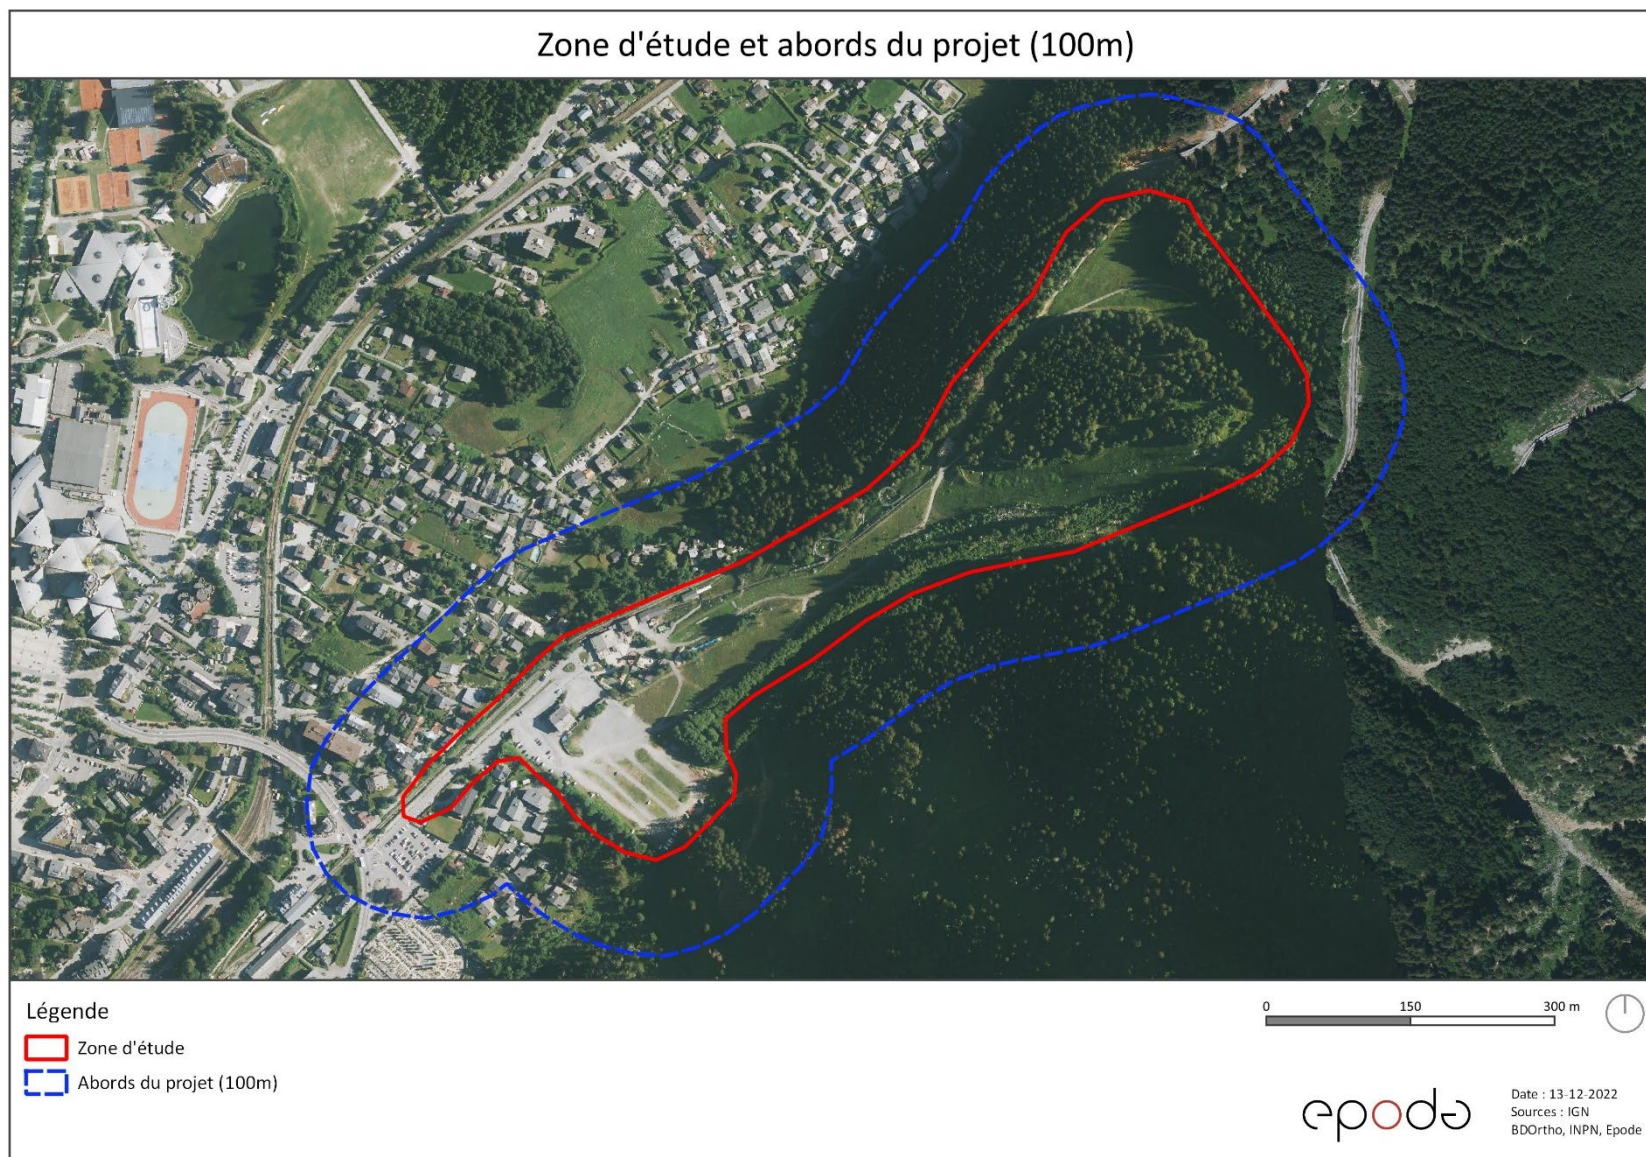 Zone d'étude et abords du projet (100m)
Légende
Zone d'étude
Abords du projet (100m)
0 150 300 m
epode
Date : 13-12-2022
Sources : IGN
BDOrtho, INPN, Epode